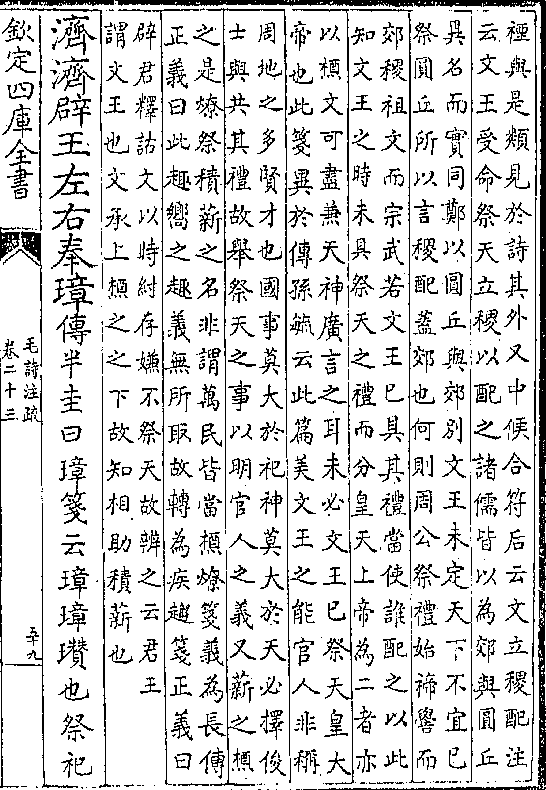 禋與是類見於詩其外又中候合符后云文立稷配注
云文王受命祭天立稷以配之諸儒皆以為郊與圓丘
異名而實同鄭以圓丘與郊別文王未定天下不宜已
祭圓丘所以言稷配蓋郊也何則周公祭禮始禘嚳而
郊稷祖文而宗武若文王已具其禮當使誰配之以此
知文王之時未具祭天之禮而分皇天上帝為二者亦
以槱文可盡兼天神廣言之耳未必文王已祭天皇大
帝也此箋異於傳孫毓云此篇美文王之能官人非稱
周地之多賢才也國事莫大於祀神莫大於天必擇俊
士與共其禮故舉祭天之事以明官人之義又薪之槱
之是燎祭積薪之名非謂萬民皆當槱燎箋義為長傳
正義曰此趣嚮之趣義無所取故轉為疾趨箋正義曰
辟君釋詁文以時紂存嫌不祭天故辨之云君王
謂文王也文承上槱之之下故知相助積薪也
濟濟辟王左右奉璋傳半圭曰璋箋云璋璋瓚也祭祀
欽定四庫全書
毛詩注疏
卷二十三
五十九